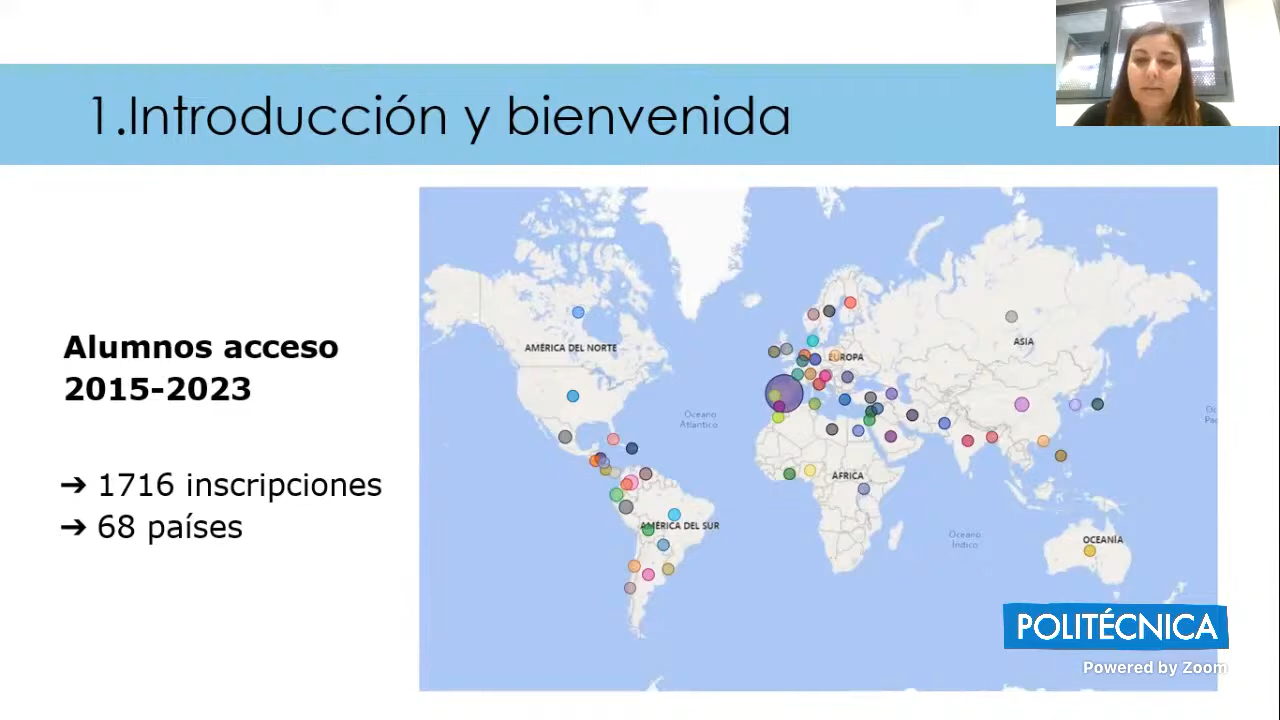 1.Introducción y bienvenida
Alumnos acceso
2015-2023
➔ 1716 inscripciones
➔ 68 países
AMÉRICA DEL NORTE
EUROPA
ASIA
Océano
Atlántico
ÁFRICA
AMÉRICA DEL SUR
Océano
Índico
OCEANÍA
POLITÉCNICA
Powered by Zoom